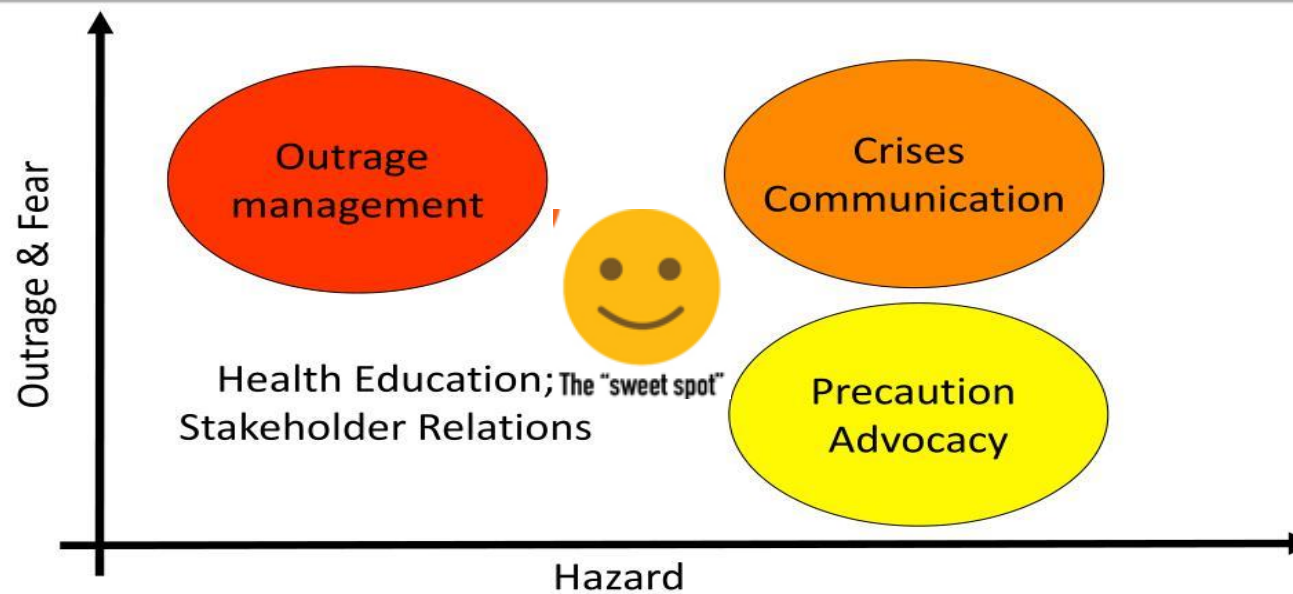 Outrage & Fear
Outrage
management
Crises
Communication
Health Education;
Stakeholder Relations
The "sweet spot"
Precaution
Advocacy
Hazard